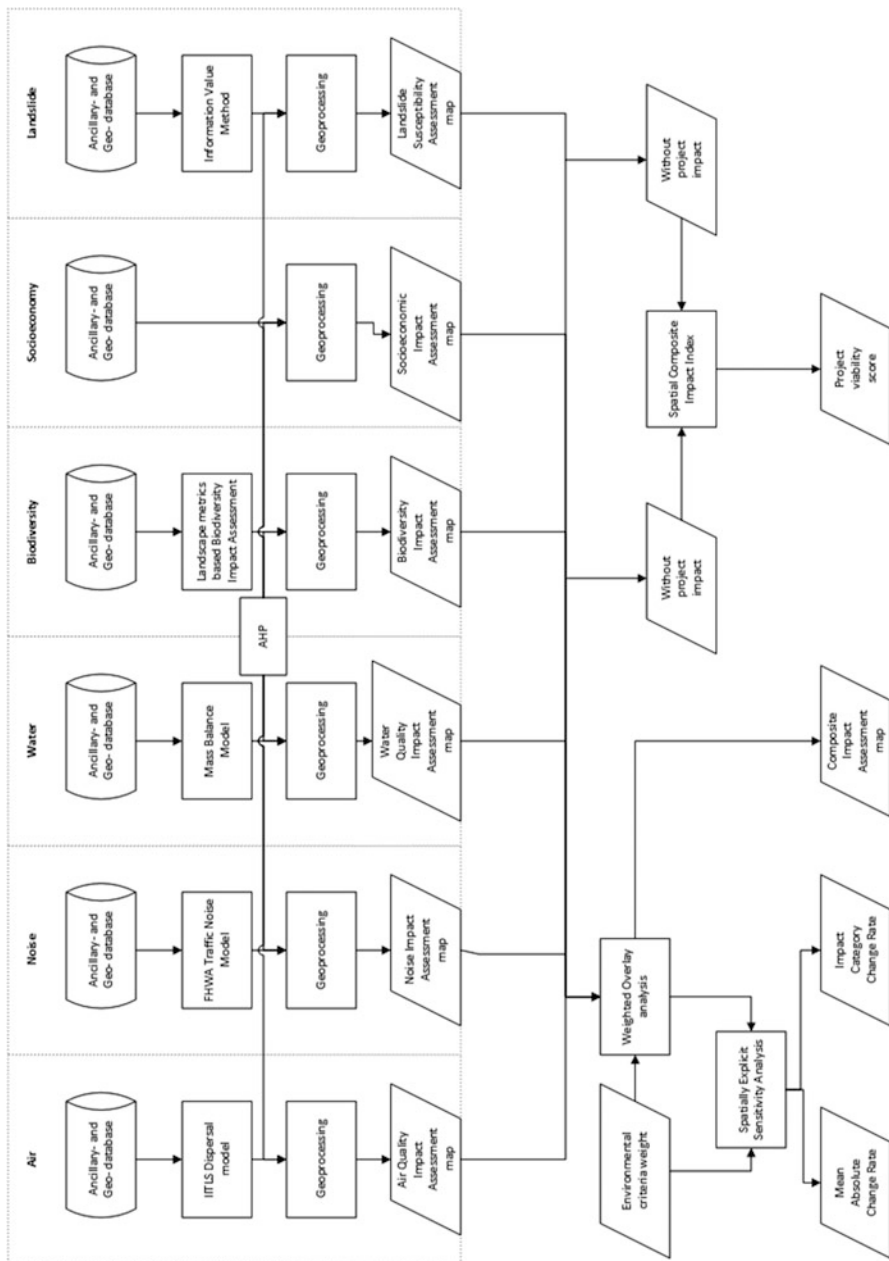 Air
Noise
Water
Biodiversity
Socioeconomy
Landslide
Ancillary- and
Geo- database
Ancillary- and
Geo- database
Ancillary- and
Geo- database
Ancillary- and
Geo- database
Ancillary- and
Geo- database
Ancillary- and
Geo- database
IITLS Dispersal
model
FHWA Traffic Noise
Model
Mass Balance
Model
Landscape metrics
based Biodiversity
Impact Assessment
Information Value
Method
AHP
Geoprocessing
Geoprocessing
Geoprocessing
Geoprocessing
Geoprocessing
Geoprocessing
Air Quality
Impact
Assessment
map
Noise Impact
Assessment
map
Water
Quality
Impact
Assessment
map
Biodiversity
Impact
Assessment
map
Socioeconomic
Impact
Assessment
map
Landslide
Susceptibility
Assessment
map
Environmental
criteria weight
Weighted Overlay
analysis
Without
project
impact
Without
project
impact
Spatially Explicit
Sensitivity Analysis
Spatial Composite
Impact Index
Mean
Absolute
Change Rate
Impact
Category
Change Rate
Composite
Impact
Assessment
map
Project
viability
score